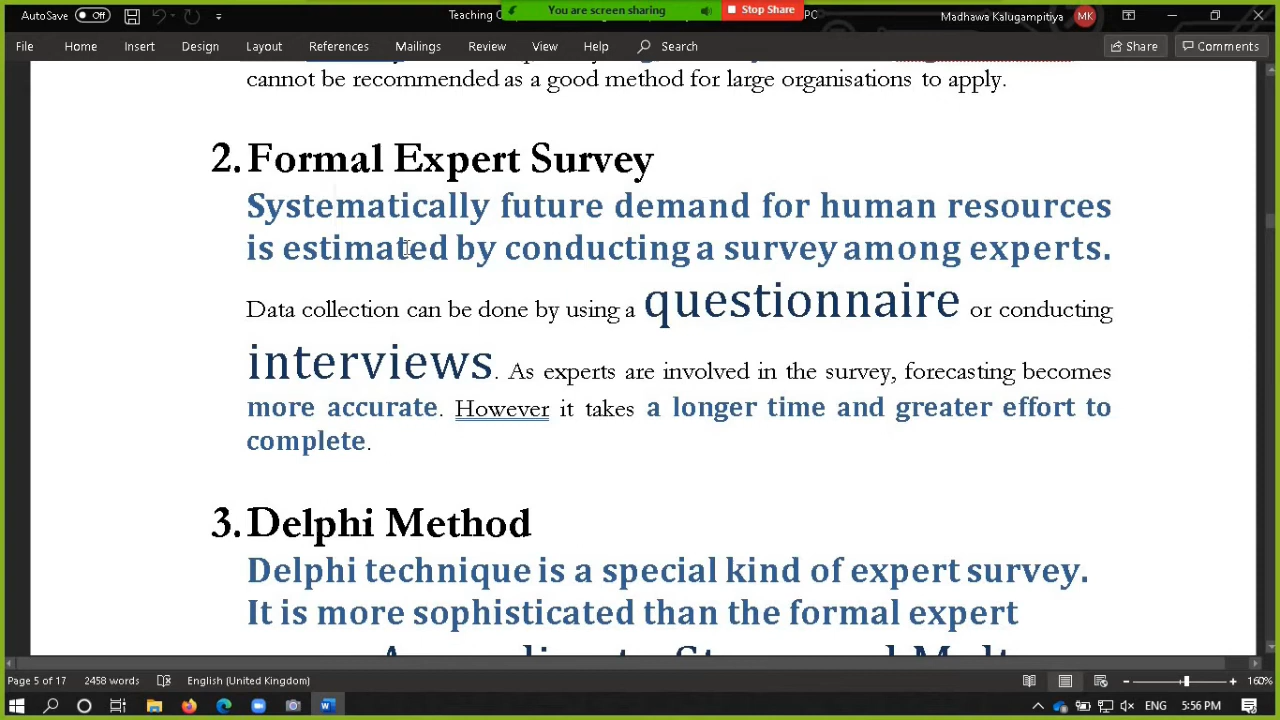 Teaching
You are screen sharing
Stop Share
PC
Madhawa Kalugampitiya
MK
AutoSave
Off
File Home Insert Design Layout References Mailings Review View Help Search
Share
Comments
cannot be recommended as a good method for large organisations to apply.
2. Formal Expert Survey
Systematically future demand for human resources
is estimated by conducting a survey among experts.
Data collection can be done by using a questionnaire or conducting
interviews. As experts are involved in the survey, forecasting becomes
more accurate. However it takes a longer time and greater effort to
complete.
3. Delphi Method
Delphi technique is a special kind of expert survey.
It is more sophisticated than the formal expert
Page 5 of 17 2458 words English (United Kingdom) 160%
ENG 5:56 PM